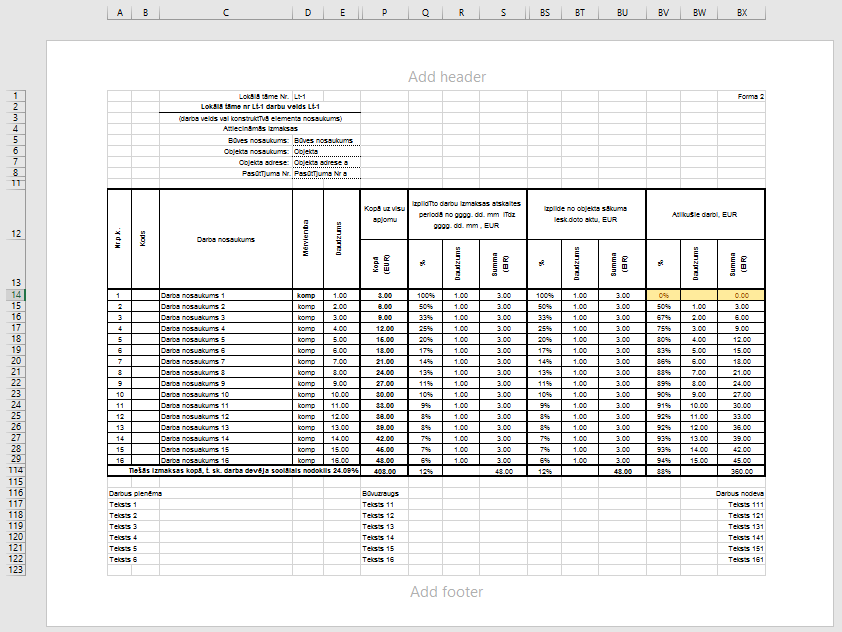 A B C D E P Q R S BS BT BU BV BW BX
Add header
1 Lokālā tāme Nr. Lt-1 Forma 2
2 Lokālā tāme nr Lt-1 darbu veids Lt-1
3 (darba veids vai konstruktīvā elementa nosaukums)
4 Attiecināmās izmaksas
5 Būves nosaukums: Būves nosaukums
6 Objekta nosaukums: Objekta
7 Objekta adrese: Objekta adrese a
8 Pasūtījuma Nr. Pasūtījuma Nr a
11
12 Nr.p.k. Kods Darba nosaukums Mērvienība Daudzums
Kopā uz visu apjomu
Izpildīto darbu izmaksas atskaites periodā no gggg. dd. mm līdz gggg. dd. mm , EUR
Izpilde no objekta sākuma iesk.doto aktu, EUR
Atlikušie darbi, EUR
13 Kopā (EUR) % Daudzums Summa (EIR) % Daudzums Summa (EIR) % Daudzums Summa (EIR)
14 1 Darba nosaukums 1 komp 1.00 3.00 100% 1.00 3.00 100% 1.00 3.00 0% 0.00
15 2 Darba nosaukums 2 komp 2.00 6.00 50% 1.00 3.00 50% 1.00 3.00 50% 1.00 3.00
16 3 Darba nosaukums 3 komp 3.00 9.00 33% 1.00 3.00 33% 1.00 3.00 67% 2.00 6.00
17 4 Darba nosaukums 4 komp 4.00 12.00 25% 1.00 3.00 25% 1.00 3.00 75% 3.00 9.00
18 5 Darba nosaukums 5 komp 5.00 15.00 20% 1.00 3.00 20% 1.00 3.00 80% 4.00 12.00
19 6 Darba nosaukums 6 komp 6.00 18.00 17% 1.00 3.00 17% 1.00 3.00 83% 5.00 15.00
20 7 Darba nosaukums 7 komp 7.00 21.00 14% 1.00 3.00 14% 1.00 3.00 86% 6.00 18.00
21 8 Darba nosaukums 8 komp 8.00 24.00 13% 1.00 3.00 13% 1.00 3.00 88% 7.00 21.00
22 9 Darba nosaukums 9 komp 9.00 27.00 11% 1.00 3.00 11% 1.00 3.00 89% 8.00 24.00
23 10 Darba nosaukums 10 komp 10.00 30.00 10% 1.00 3.00 10% 1.00 3.00 90% 9.00 27.00
24 11 Darba nosaukums 11 komp 11.00 33.00 9% 1.00 3.00 9% 1.00 3.00 91% 10.00 30.00
25 12 Darba nosaukums 12 komp 12.00 36.00 8% 1.00 3.00 8% 1.00 3.00 92% 11.00 33.00
26 13 Darba nosaukums 13 komp 13.00 39.00 8% 1.00 3.00 8% 1.00 3.00 92% 12.00 36.00
27 14 Darba nosaukums 14 komp 14.00 42.00 7% 1.00 3.00 7% 1.00 3.00 93% 13.00 39.00
28 15 Darba nosaukums 15 komp 15.00 45.00 7% 1.00 3.00 7% 1.00 3.00 93% 14.00 42.00
29 16 Darba nosaukums 16 komp 16.00 48.00 6% 1.00 3.00 6% 1.00 3.00 94% 15.00 45.00
114 Tiešās izmaksas kopā, t. sk. darba devēja sociālais nodoklis 24.09% 408.00 12% 48.00 12% 48.00 88% 360.00
115
116 Darbus pieņēma Būvuzraugs Darbus nodeva
117 Teksts 1 Teksts 11 Teksts 111
118 Teksts 2 Teksts 12 Teksts 121
119 Teksts 3 Teksts 13 Teksts 131
120 Teksts 4 Teksts 14 Teksts 141
121 Teksts 5 Teksts 15 Teksts 151
122 Teksts 6 Teksts 16 Teksts 161
123
Add footer